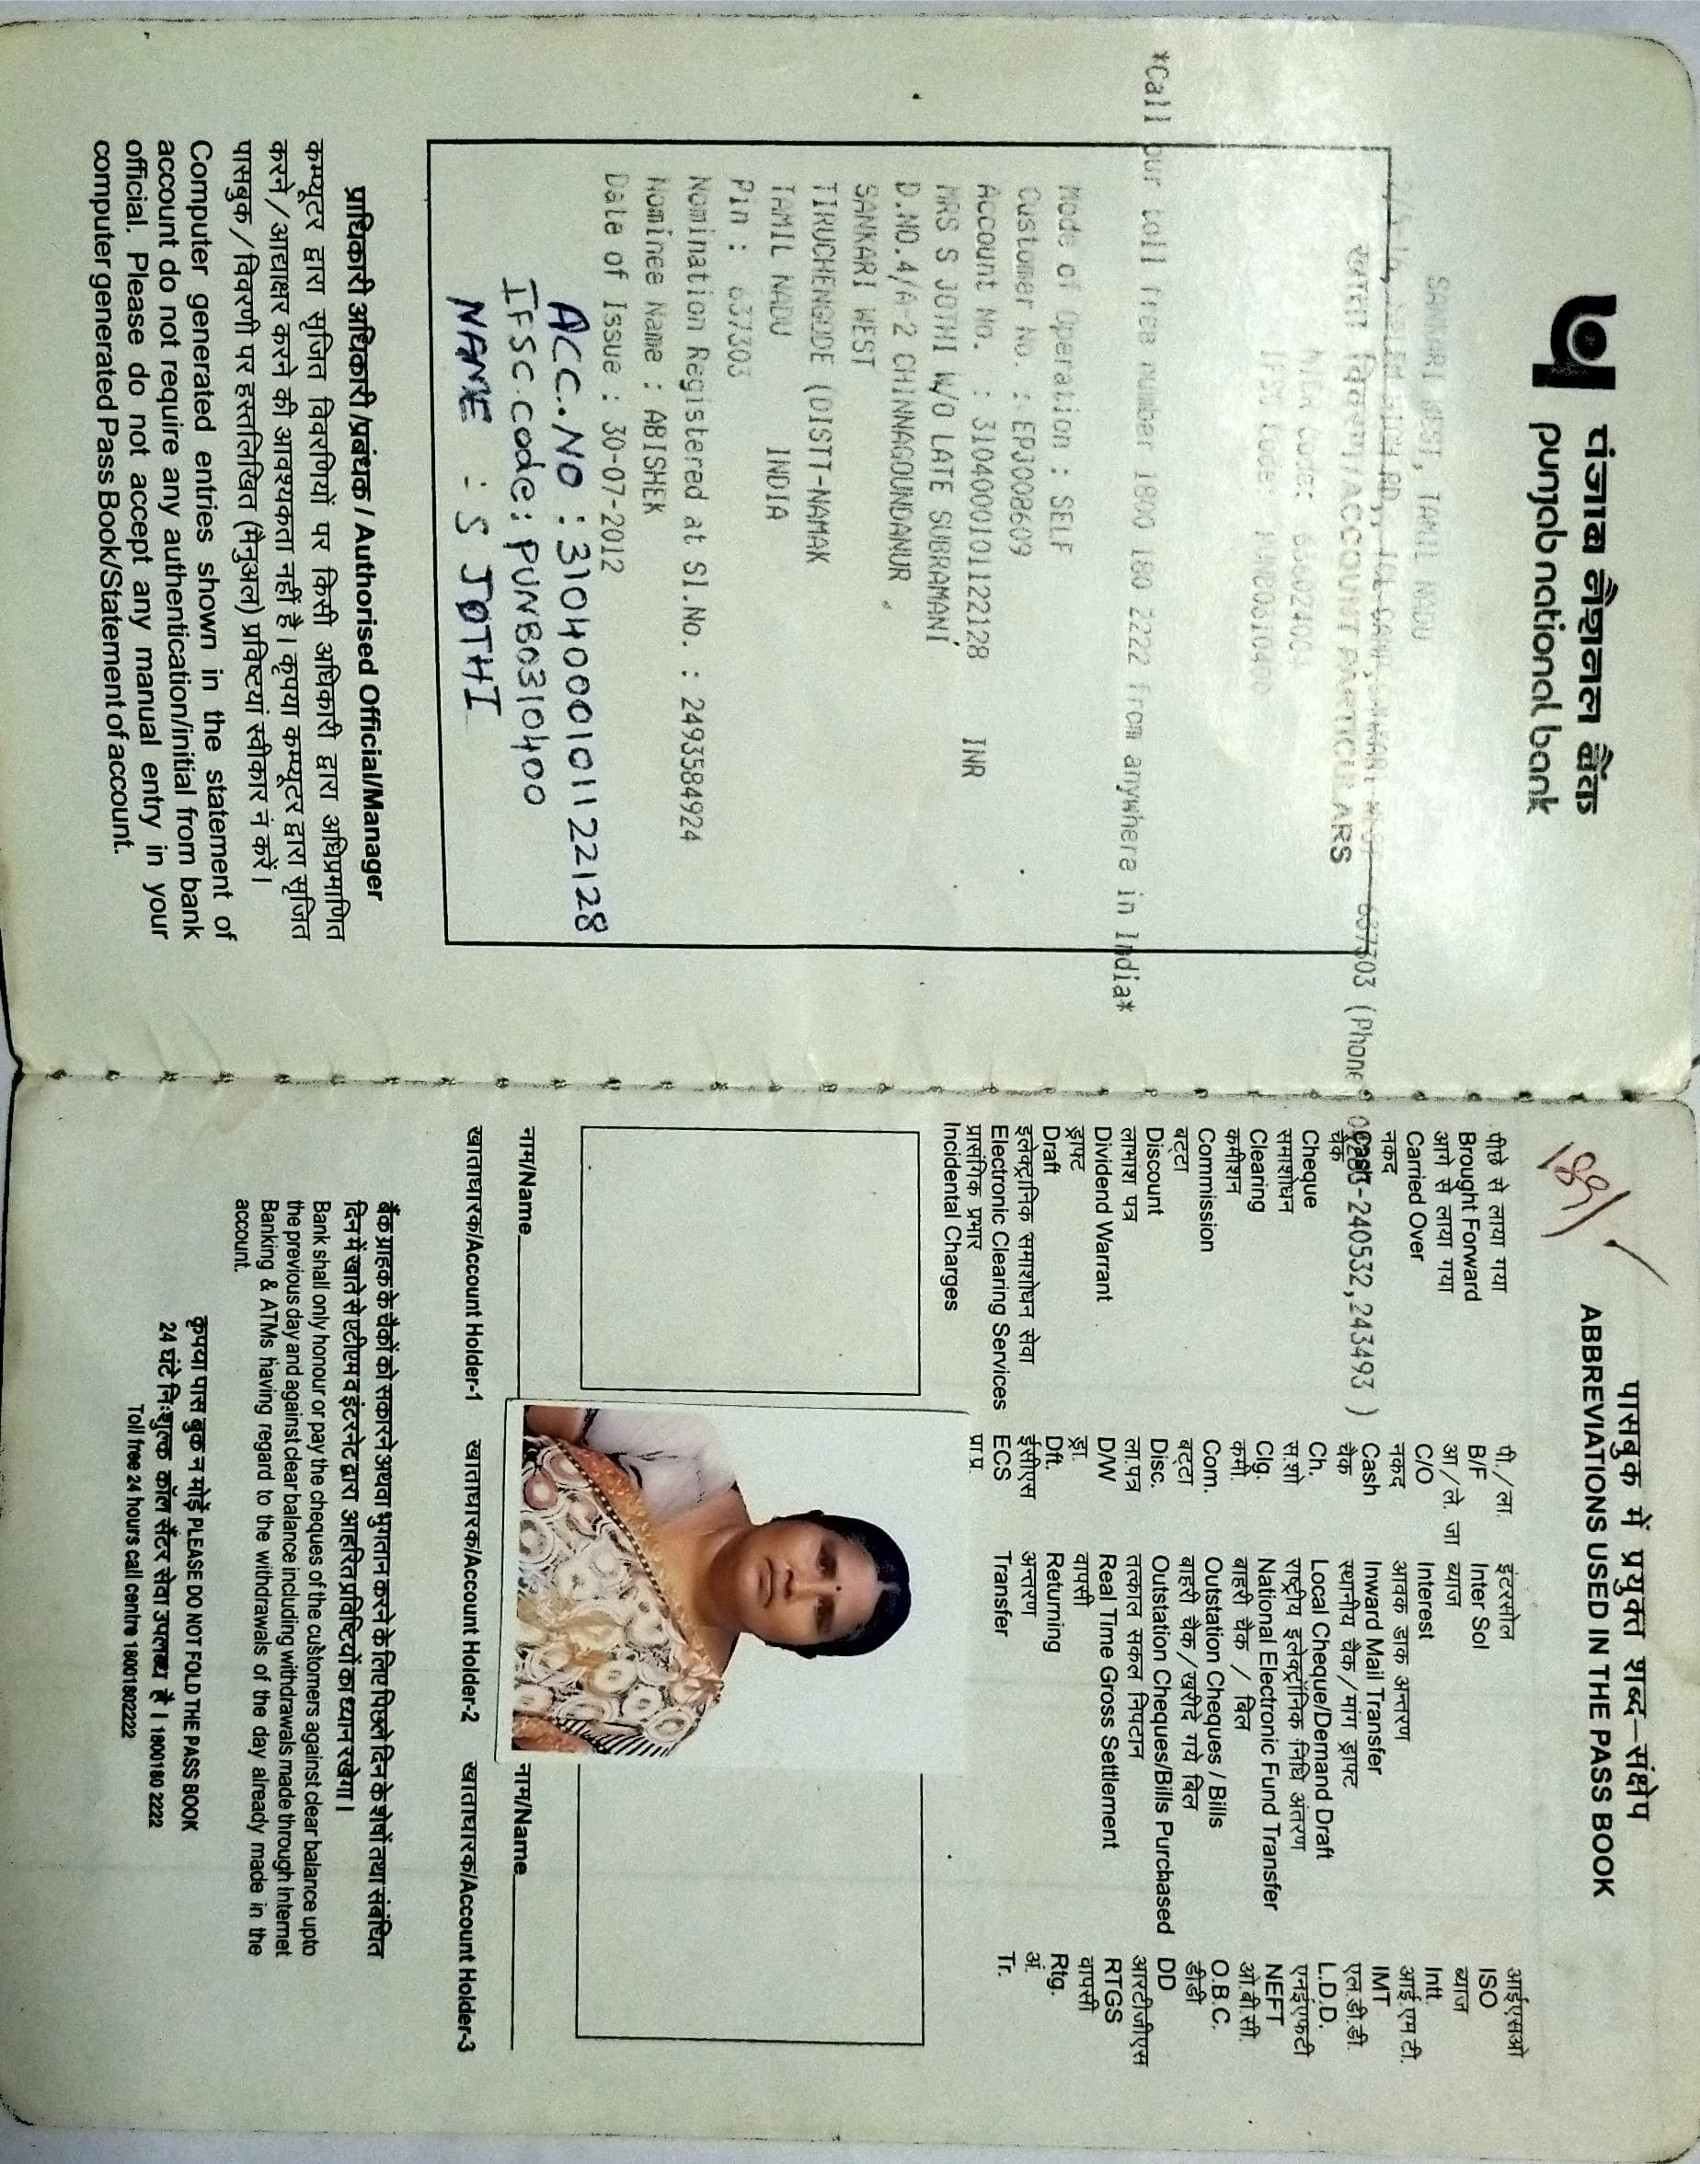 पंजाब नैशनल बैंक
punjab national bank
SANKARI WEST, TAMIL NADU
637303 (Phone : 04283-240532,243493 )
खाता विवरण/ACCOUNT PARTICULARS
MICR Code:
IFSC Code:
*Call our toll free number 1800 180 2222 from anywhere in India*
Mode of Operation : SELF
Customer No. : EPJ008609
Account No. : 3104000101122128 INR
MRS S JOTHI W/O LATE SUBRAMANI
D.NO.4/A-2 CHINNAGOUNDANUR
SANKARI WEST
TIRUCHENGODE (DISTT-NAMAK
TAMIL NADU INDIA
Pin : 637303
Nomination Registered at Sl.No. : 2493584924
Nominee Name : ABISHEK
Date of Issue : 30-07-2012
ACC.NO : 3104000101122128
IFSC code: PUNB0310400
NAME : S JOTHI
प्राधिकारी अधिकारी/प्रबंधक / Authorised Official/Manager
कम्प्यूटर द्वारा सृजित विवरणियों पर किसी अधिकारी द्वारा अधिप्रमाणित
करने/आद्याक्षर करने की आवश्यकता नहीं है। कृपया कम्प्यूटर द्वारा सृजित
पासबुक/विवरणी पर हस्तलिखित (मैनुअल) प्रविष्टियां स्वीकार न करें।
Computer generated entries shown in the statement of
account do not require any authentication/initial from bank
official. Please do not accept any manual entry in your
computer generated Pass Book/Statement of account.
189/-
पासबुक में प्रयुक्त शब्द-संक्षेप
ABBREVIATIONS USED IN THE PASS BOOK
पीछे से लाया गया पी./ला. इंटरसोल आईएसओ
Brought Forward B/F Inter Sol ISO
आगे से लाया गया आ/ले. जा ब्याज ब्याज
Carried Over C/O Interest Intt.
नकद नकद आवक डाक अन्तरण आई.एम.टी.
Cash Cash Inward Mail Transfer IMT
चैक चैक स्थानीय चैक/मांग ड्राफ्ट एल.डी.डी.
Cheque Ch. Local Cheque/Demand Draft L.D.D.
समाशोधन स.शो राष्ट्रीय इलेक्ट्रॉनिक निधि अंतरण एनईएफटी
Clearing Clg. National Electronic Fund Transfer NEFT
कमीशन कमी. बाहरी चैक / बिल ओ.बी.सी.
Commission Com. Outstation Cheques / Bills O.B.C.
बट्टा बट्टा बाहरी चैक/खरीदे गये बिल डीडी
Discount Disc. Outstation Cheques/Bills Purchased DD
लाभांश पत्र ला.पत्र तत्काल सकल निपटान आरटीजीएस
Dividend Warrant D/W Real Time Gross Settlement RTGS
ड्राफ्ट ड्रा. वापसी वापसी
Draft Dft. Returning Rtg.
इलेक्ट्रानिक समाशोधन सेवा ईसीएस अन्तरण अं.
Electronic Clearing Services ECS Transfer Tr.
प्रासंगिक प्रभार प्रा.प्र.
Incidental Charges
नाम/Name नाम/Name
खाताधारक/Account Holder-1 खाताधारक/Account Holder-2 खाताधारक/Account Holder-3
बैंक ग्राहक के चैकों को सकारने अथवा भुगतान करने के लिए पिछले दिन के शेषों तथा संबंधित
दिन में खाते से एटीएम व इंटरनेट द्वारा आहरित प्रविष्टियों का ध्यान रखेगा।
Bank shall only honour or pay the cheques of the customers against clear balance upto
the previous day and against clear balance including withdrawals made through Internet
Banking & ATMs having regard to the withdrawals of the day already made in the
account.
कृपया पास बुक न मोड़ें PLEASE DO NOT FOLD THE PASS BOOK
24 घंटे निःशुल्क कॉल सेंटर सेवा उपलब्ध है। 1800180 2222
Toll free 24 hours call centre 18001802222